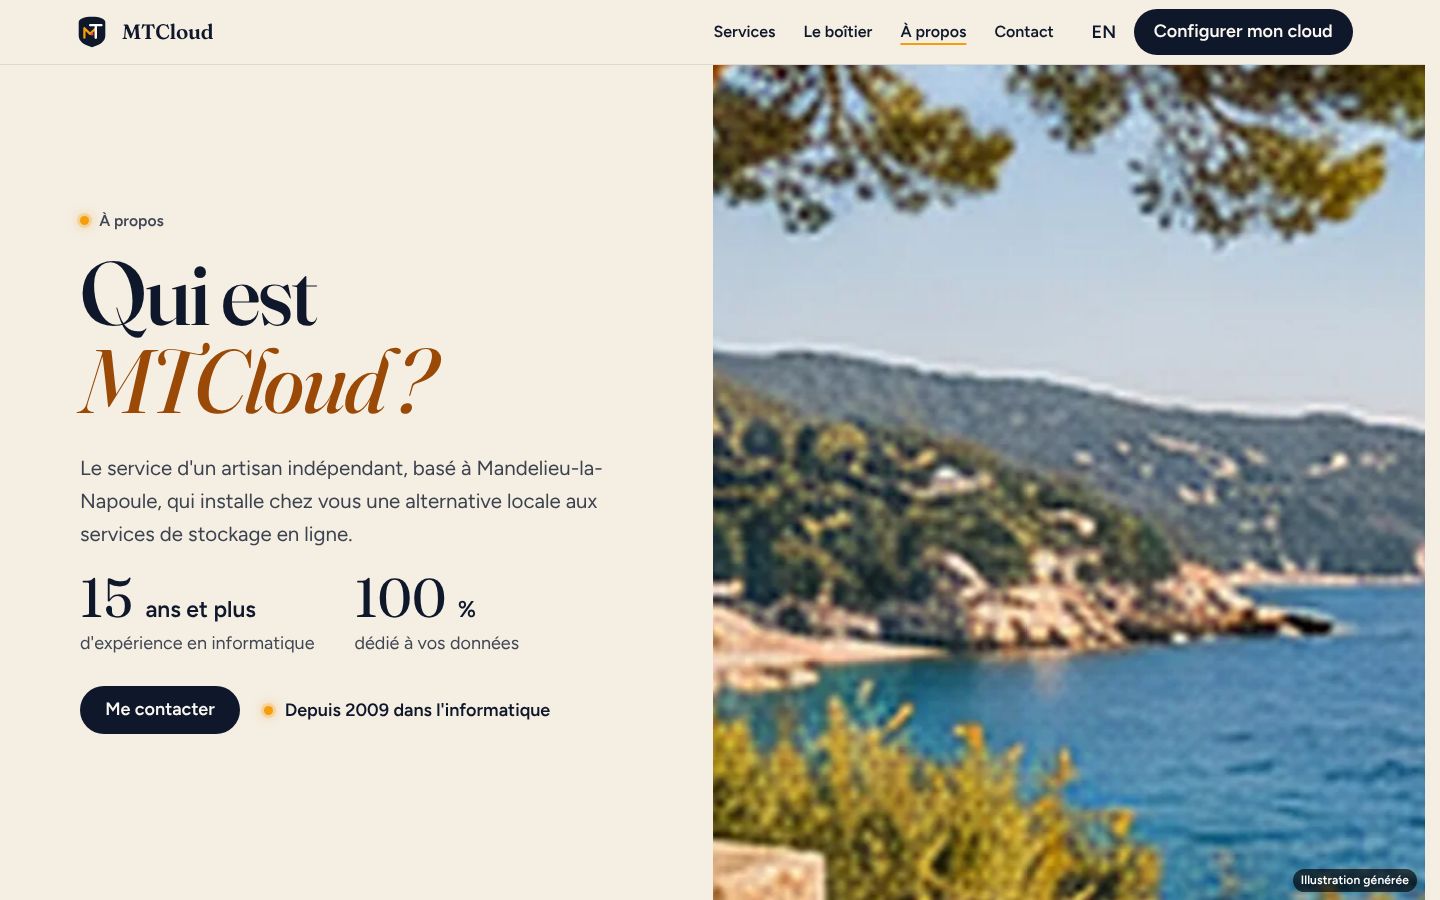 MTCloud
Services
Le boîtier
À propos
Contact
EN
Configurer mon cloud
À propos
Qui est
MTCloud ?
Le service d'un artisan indépendant, basé à Mandelieu-la-
Napoule, qui installe chez vous une alternative locale aux
services de stockage en ligne.
15 ans et plus
d'expérience en informatique
100 %
dédié à vos données
Me contacter
Depuis 2009 dans l'informatique
Illustration générée